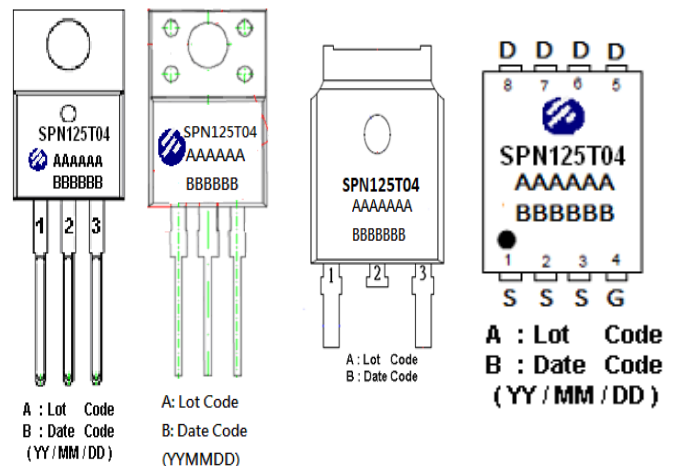 SPN125T04
AAAAAA
BBBBBB
1 2 3
A : Lot Code
B : Date Code
(YY/MM/DD)
SPN125T04
AAAAAA
BBBBBB
A: Lot Code
B: Date Code
(YYMMDD)
SPN125T04
AAAAAAA
BBBBBBB
1 2 3
A : Lot Code
B : Date Code
D D D D
8 7 6 5
SPN125T04
AAAAAA
BBBBBB
1 2 3 4
S S S G
A : Lot Code
B : Date Code
(YY/MM/DD)